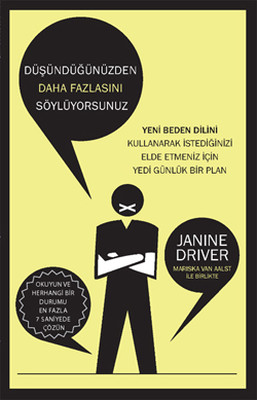 DÜŞÜNDÜĞÜNÜZDEN
DAHA FAZLASINI
SÖYLÜYORSUNUZ
YENİ BEDEN DİLİNİ
KULLANARAK İSTEDİĞİNİZİ
ELDE ETMENİZ İÇİN
YEDİ GÜNLÜK BİR PLAN
JANINE
DRIVER
MARISKA VAN AALST
İLE BİRLİKTE
OKUYUN VE
HERHANGİ BİR
DURUMU
EN FAZLA
7 SANİYEDE
ÇÖZÜN